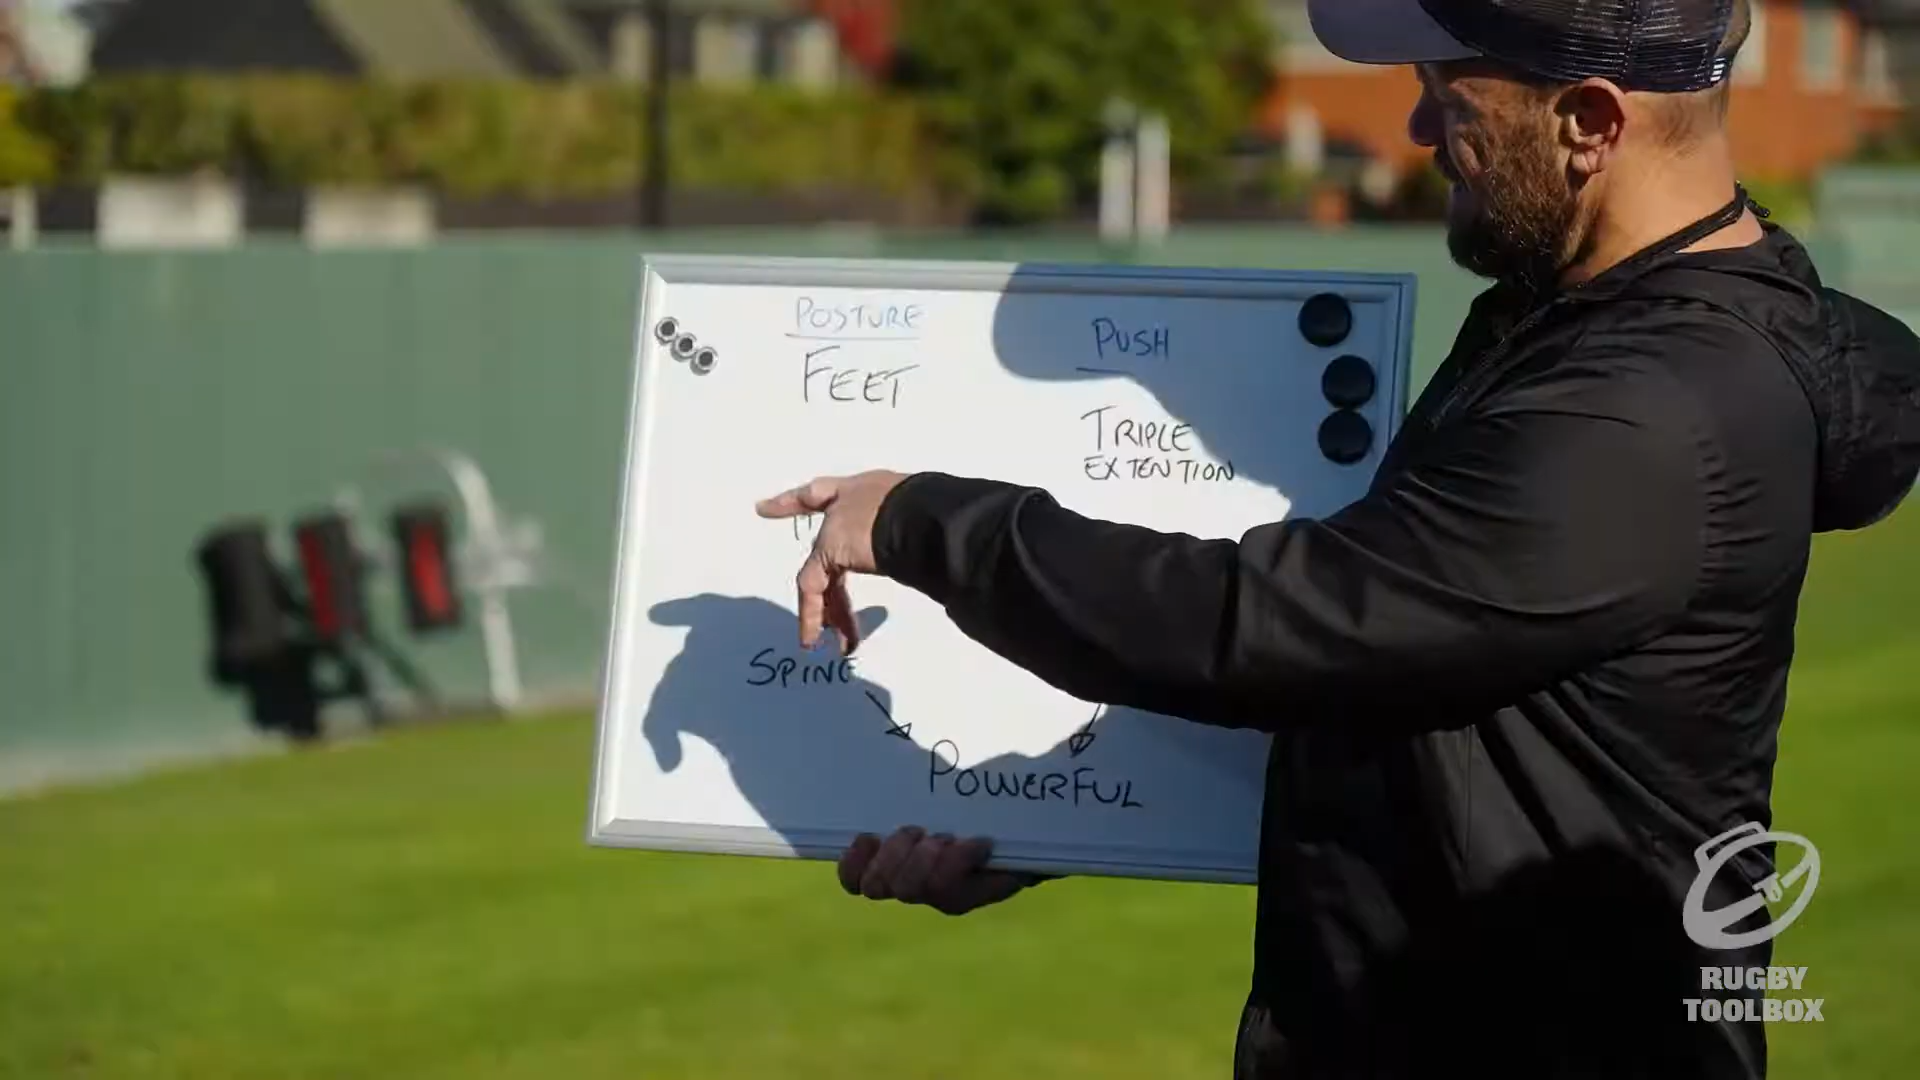 POSTURE
FEET
SPINE
PUSH
TRIPLE
EXTENTION
POWERFUL
RUGBY
TOOLBOX